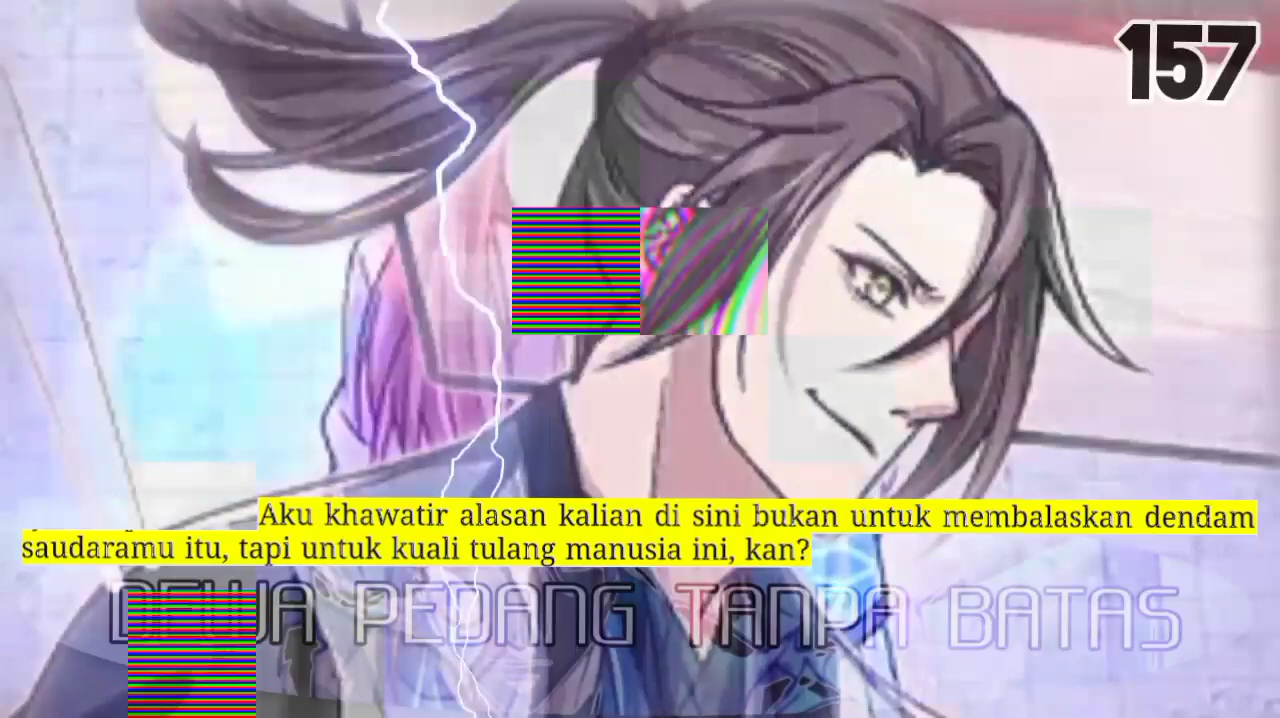 157
Aku khawatir alasan kalian di sini bukan untuk membalaskan dendam
saudaramu itu, tapi untuk kuali tulang manusia ini, kan?
DEWA PEDANG TANPA BATAS